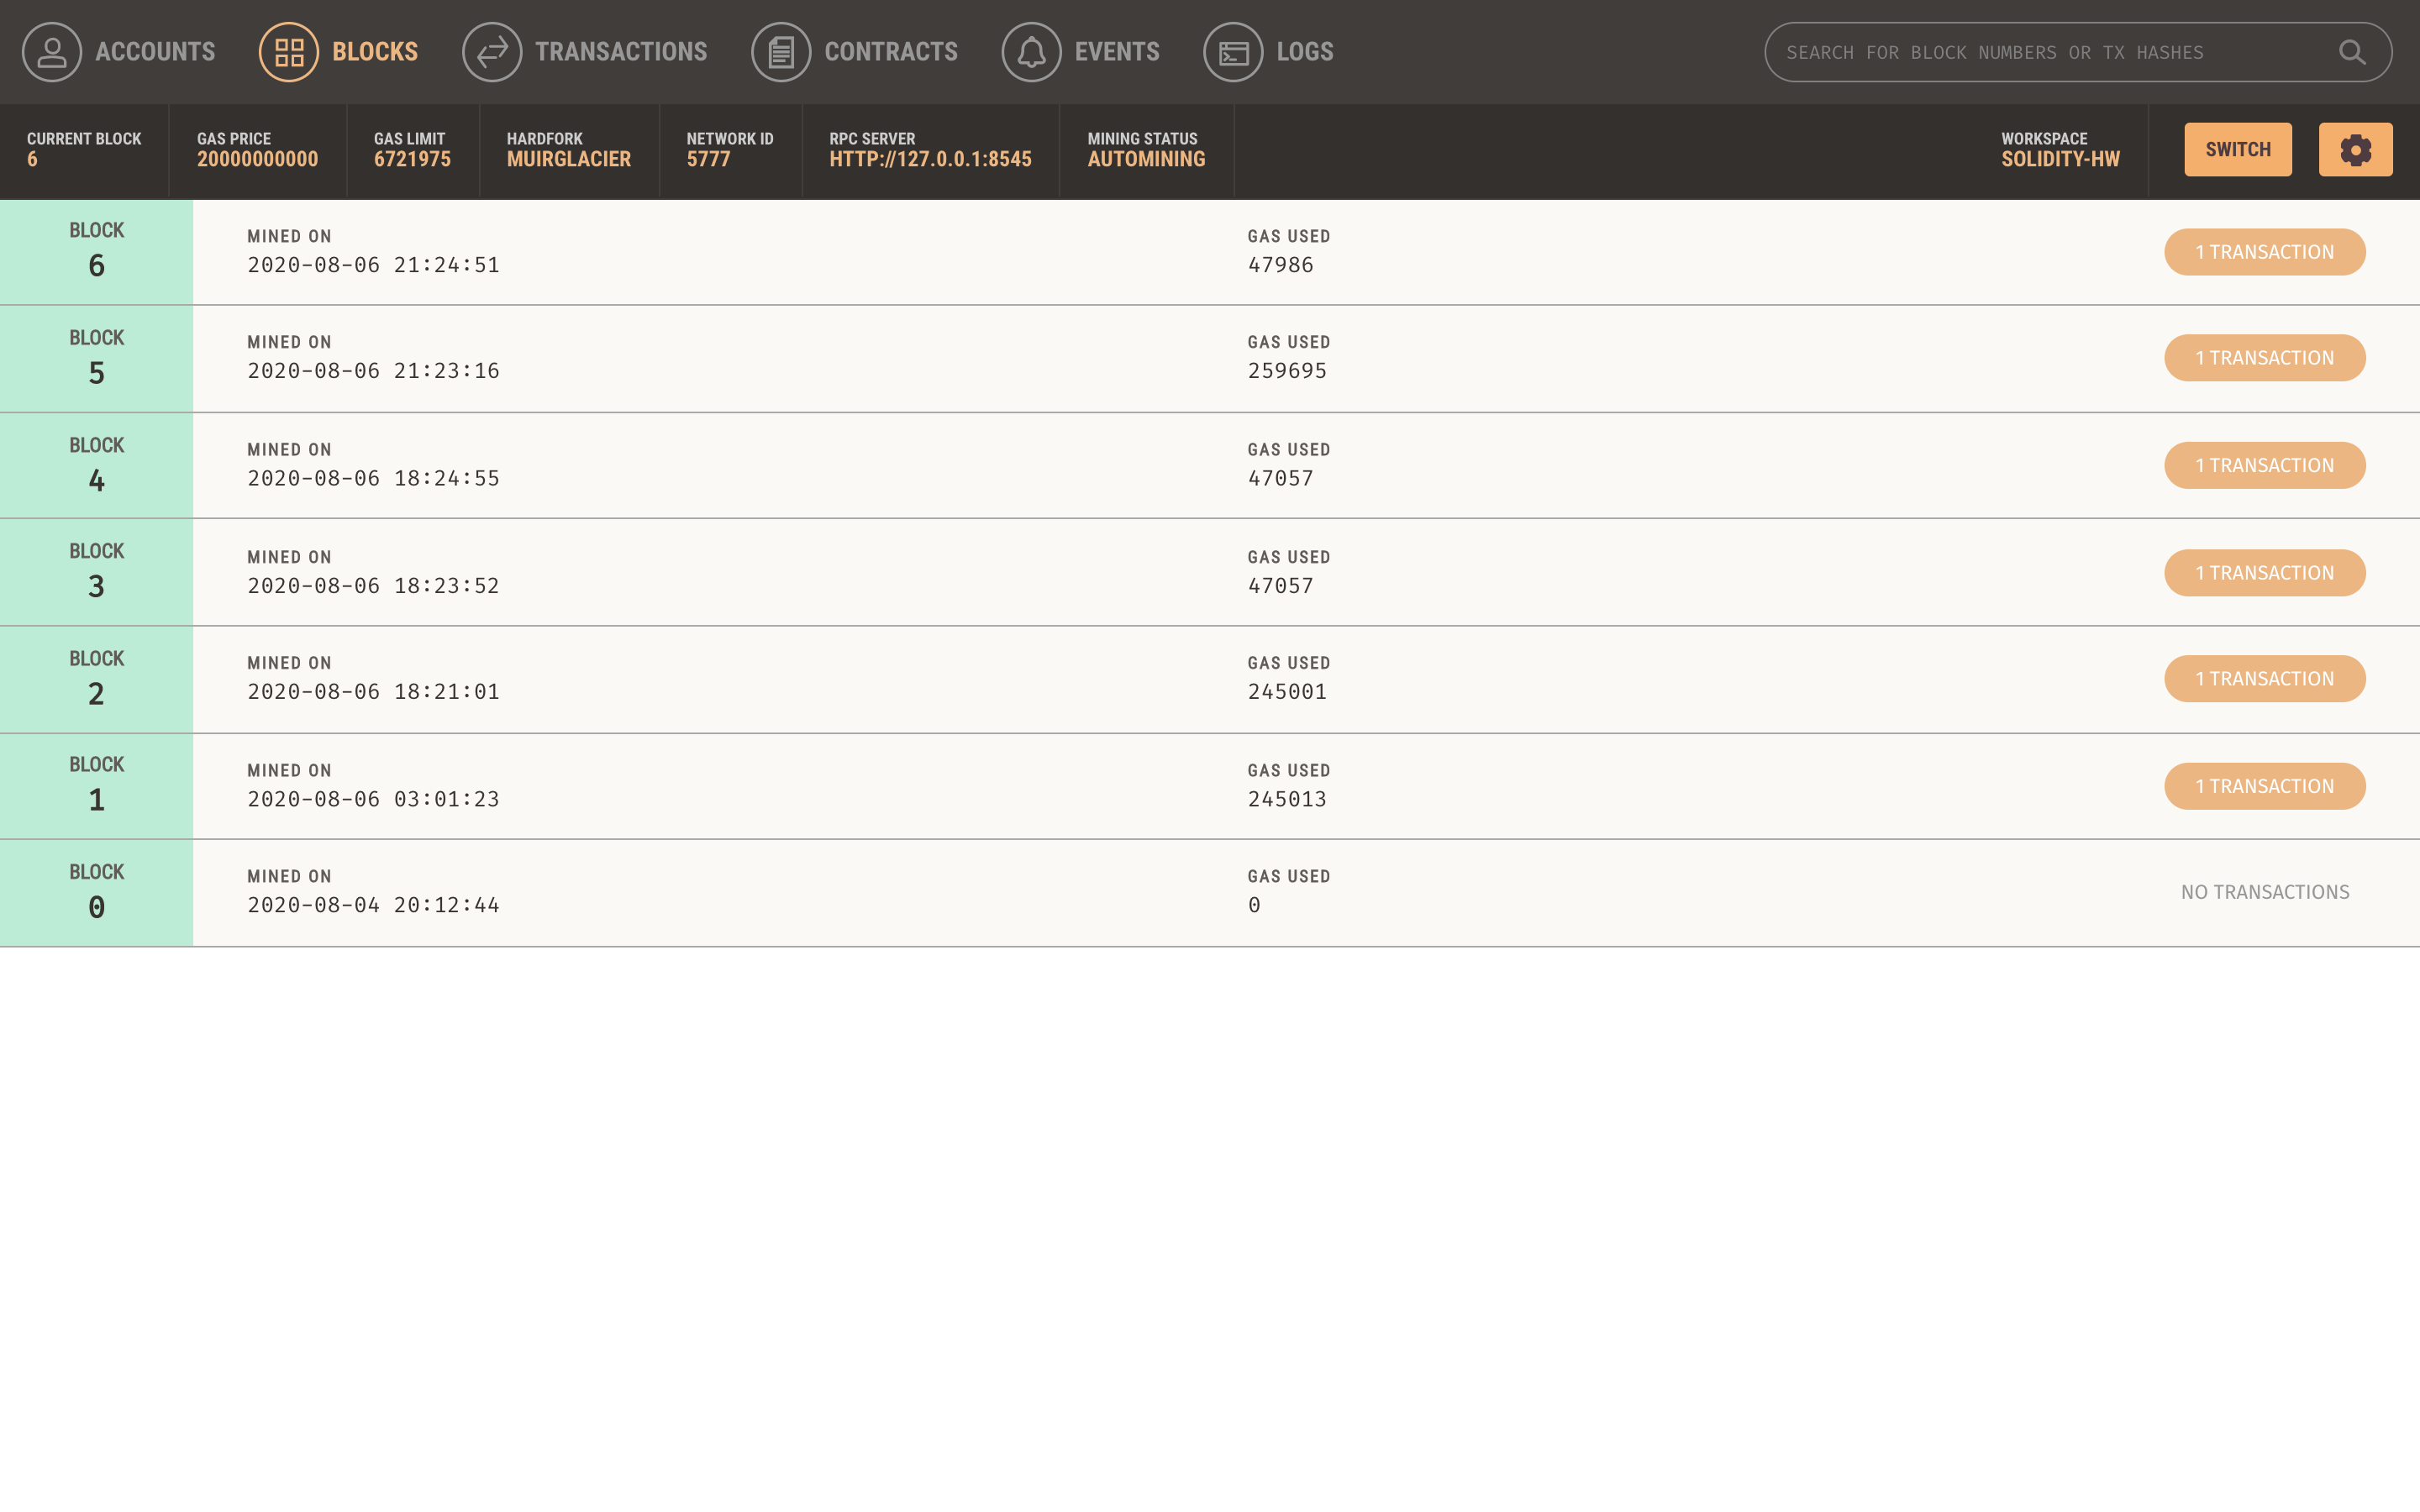 ACCOUNTS BLOCKS TRANSACTIONS CONTRACTS EVENTS LOGS SEARCH FOR BLOCK NUMBERS OR TX HASHES
CURRENT BLOCK GAS PRICE GAS LIMIT HARDFORK NETWORK ID RPC SERVER MINING STATUS WORKSPACE
6 20000000000 6721975 MUIRGLACIER 5777 HTTP://127.0.0.1:8545 AUTOMINING SOLIDITY-HW SWITCH
BLOCK MINED ON GAS USED
6 2020-08-06 21:24:51 47986 1 TRANSACTION
BLOCK MINED ON GAS USED
5 2020-08-06 21:23:16 259695 1 TRANSACTION
BLOCK MINED ON GAS USED
4 2020-08-06 18:24:55 47057 1 TRANSACTION
BLOCK MINED ON GAS USED
3 2020-08-06 18:23:52 47057 1 TRANSACTION
BLOCK MINED ON GAS USED
2 2020-08-06 18:21:01 245001 1 TRANSACTION
BLOCK MINED ON GAS USED
1 2020-08-06 03:01:23 245013 1 TRANSACTION
BLOCK MINED ON GAS USED
0 2020-08-04 20:12:44 0 NO TRANSACTIONS